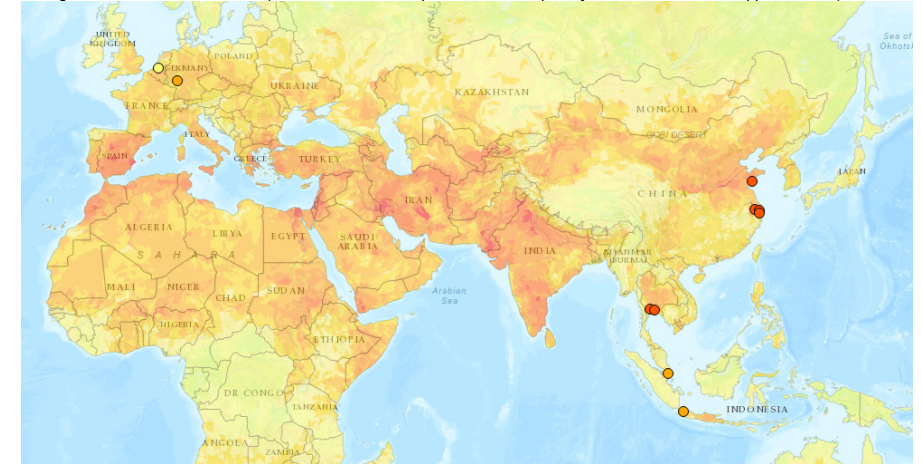 Sea of
Okhotsk
UNITED
KINGDOM
POLAND
GERMANY
UKRAINE
KAZAKHSTAN
FRANCE
MONGOLIA
GOBI DESERT
ITALY
SPAIN
GREECE
TURKEY
JAPAN
CHINA
IRAN
ALGERIA
LIBYA
EGYPT
SAUDI
ARABIA
INDIA
MYANMAR
(BURMA)
SAHARA
MALI
NIGER
CHAD
SUDAN
Arabian
Sea
NIGERIA
ETHIOPIA
DR CONGO
TANZANIA
INDONESIA
ANGOLA
ZAMBIA